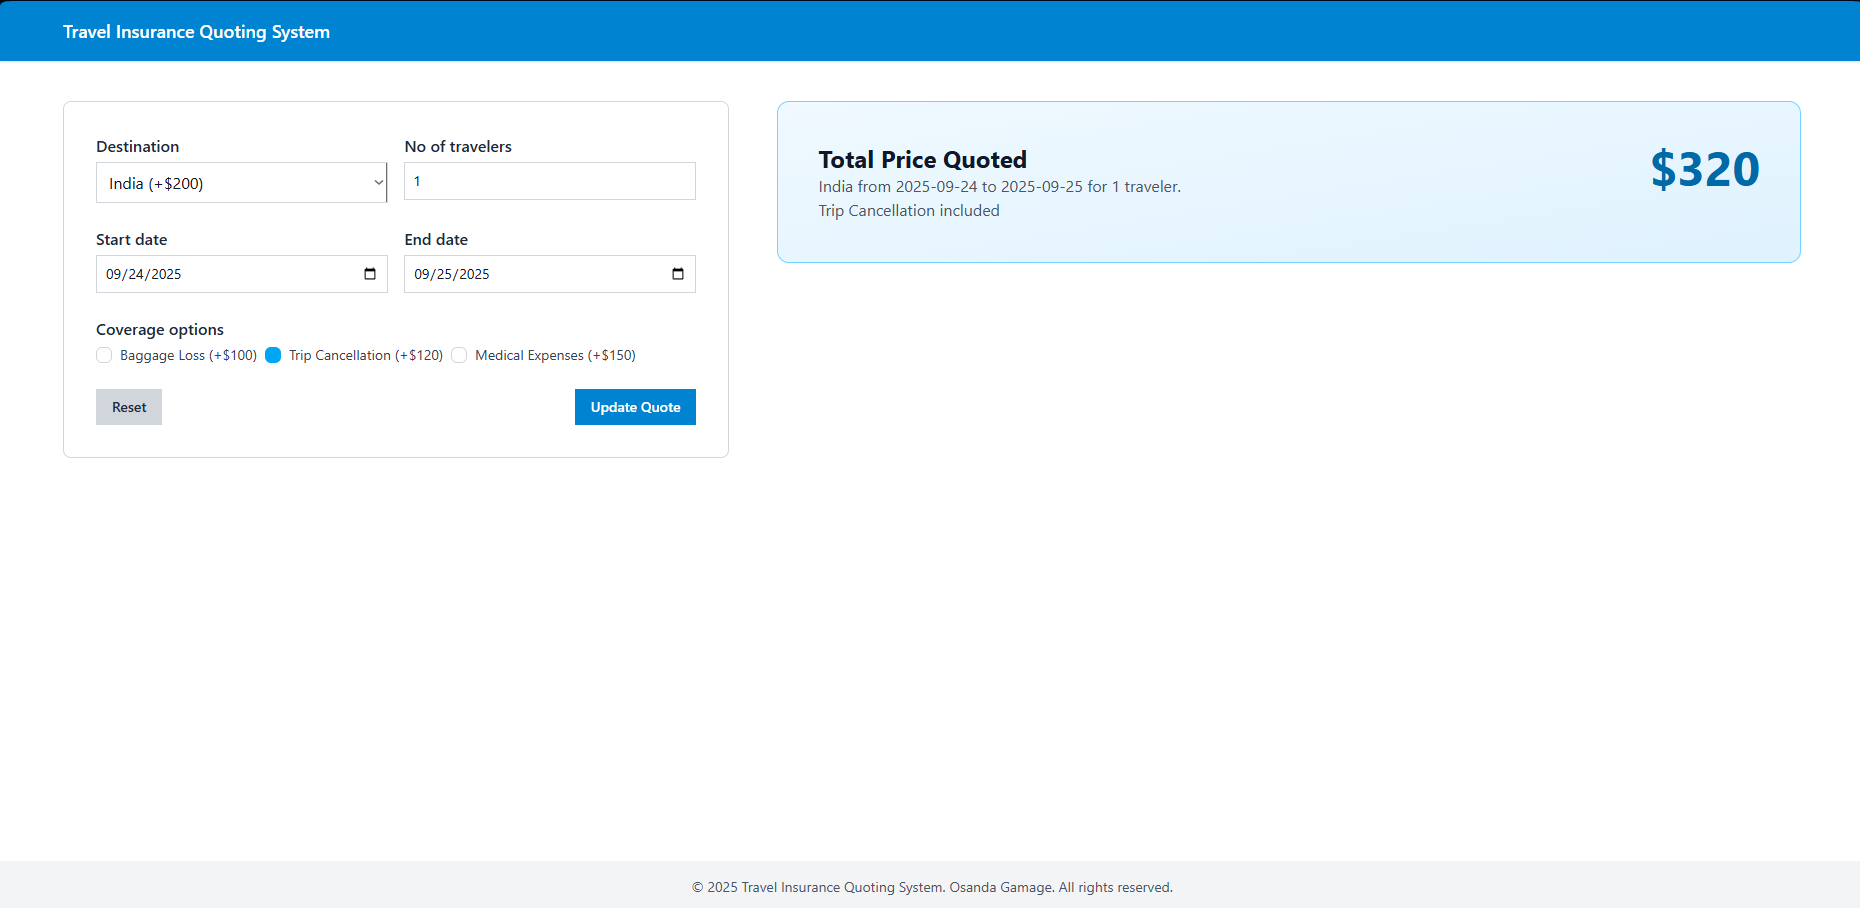 Travel Insurance Quoting System
Destination
No of travelers
India (+$200)
1
Start date
End date
09/24/2025
09/25/2025
Coverage options
Baggage Loss (+$100) Trip Cancellation (+$120) Medical Expenses (+$150)
Reset
Update Quote
Total Price Quoted
$320
India from 2025-09-24 to 2025-09-25 for 1 traveler.
Trip Cancellation included
© 2025 Travel Insurance Quoting System. Osanda Gamage. All rights reserved.